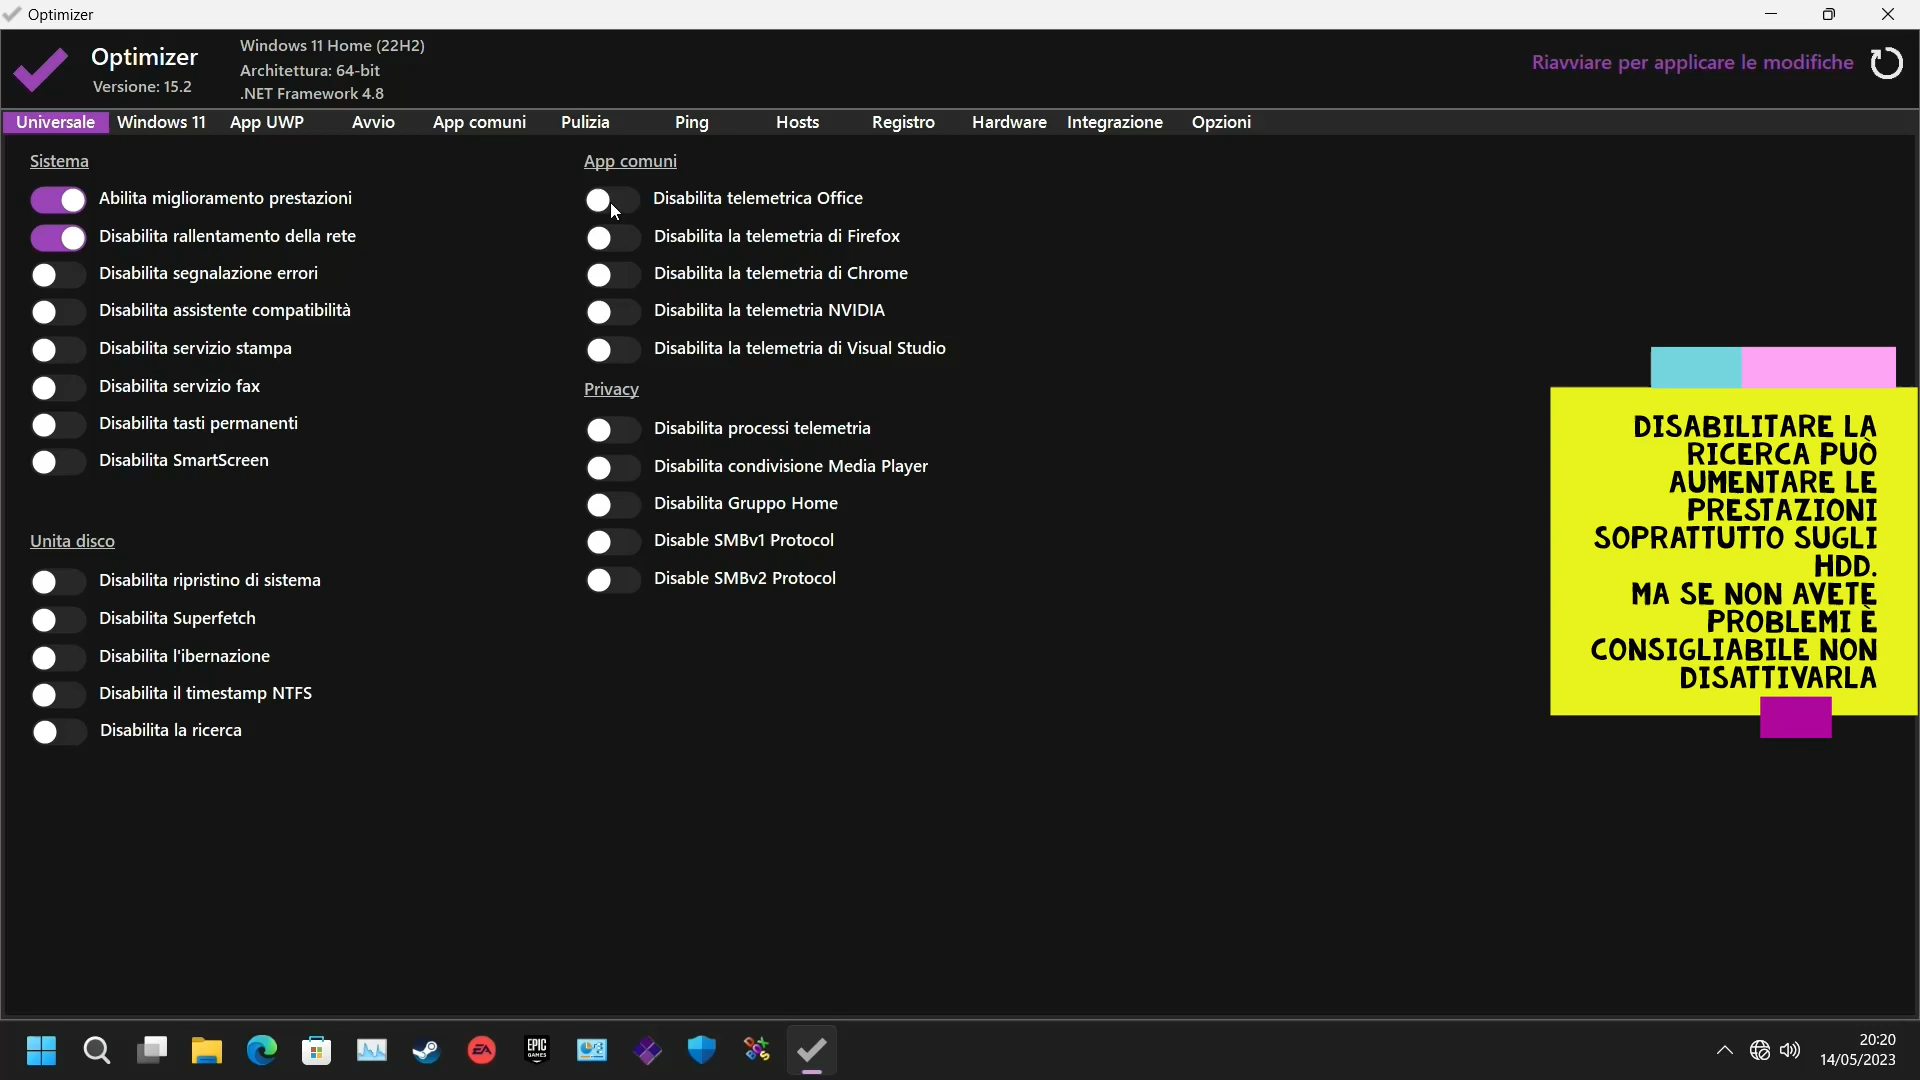 Optimizer
Optimizer
Versione: 15.2
Windows 11 Home (22H2)
Architettura: 64-bit
.NET Framework 4.8
Riavviare per applicare le modifiche
Universale Windows 11 App UWP Avvio App comuni Pulizia Ping Hosts Registro Hardware Integrazione Opzioni
Sistema
Abilita miglioramento prestazioni
Disabilita rallentamento della rete
Disabilita segnalazione errori
Disabilita assistente compatibilità
Disabilita servizio stampa
Disabilita servizio fax
Disabilita tasti permanenti
Disabilita SmartScreen
Unita disco
Disabilita ripristino di sistema
Disabilita Superfetch
Disabilita l'ibernazione
Disabilita il timestamp NTFS
Disabilita la ricerca
App comuni
Disabilita telemetrica Office
Disabilita la telemetria di Firefox
Disabilita la telemetria di Chrome
Disabilita la telemetria NVIDIA
Disabilita la telemetria di Visual Studio
Privacy
Disabilita processi telemetria
Disabilita condivisione Media Player
Disabilita Gruppo Home
Disable SMBv1 Protocol
Disable SMBv2 Protocol
DISABILITARE LA
RICERCA PUÒ
AUMENTARE LE
PRESTAZIONI
SOPRATTUTTO SUGLI
HDD.
MA SE NON AVETE
PROBLEMI È
CONSIGLIABILE NON
DISATTIVARLA
EA
EPIC
GAMES
20:20
14/05/2023